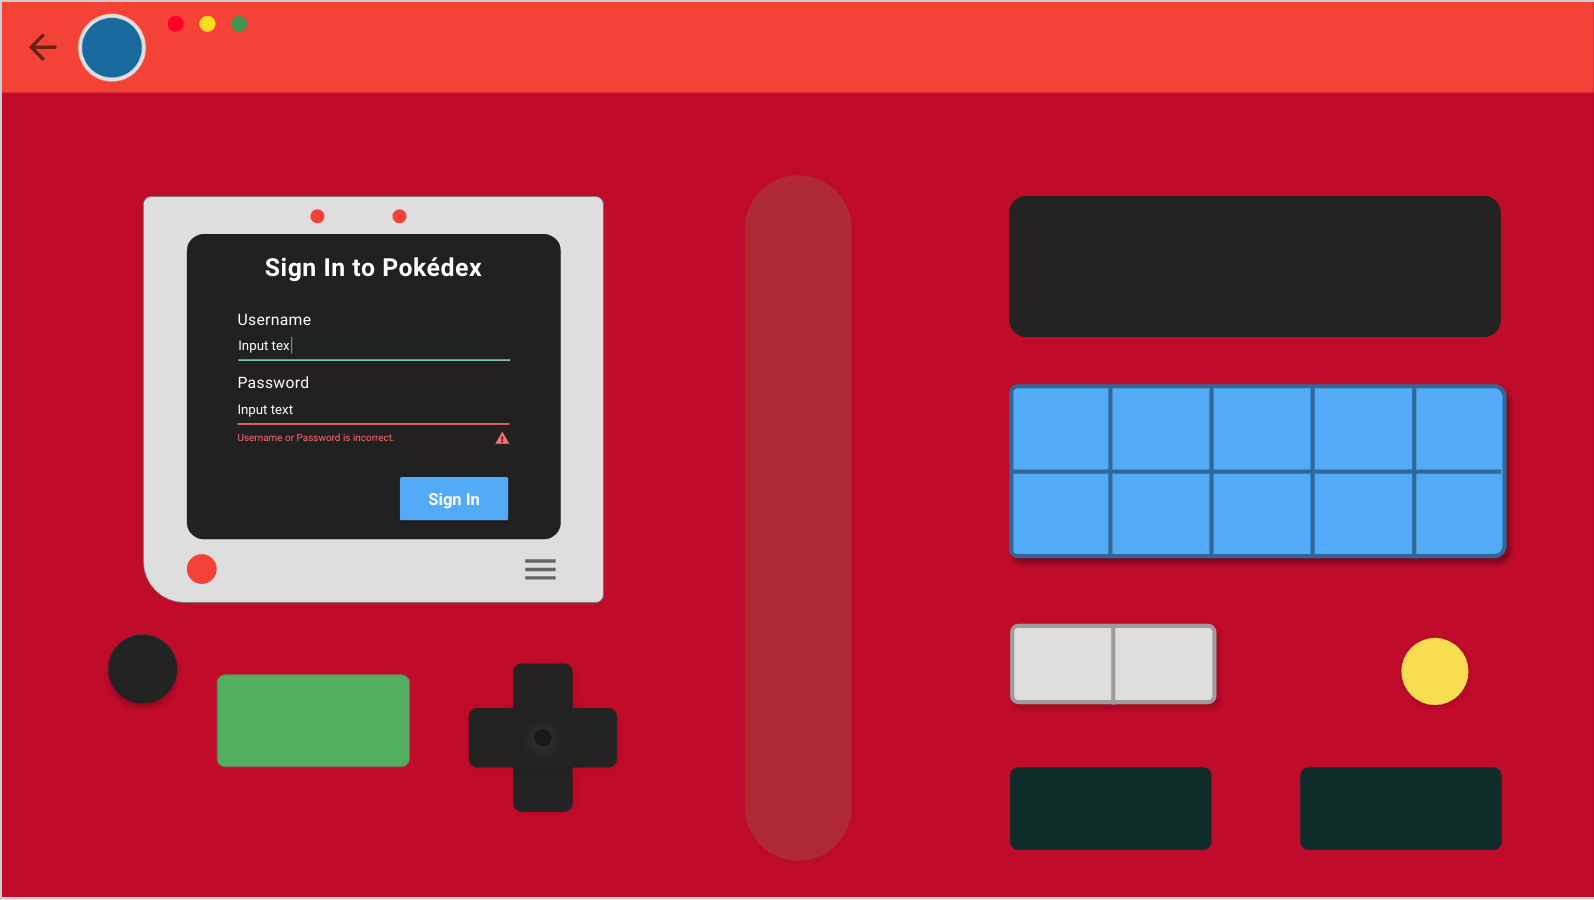 Sign In to Pokédex
Username
Input tex
Password
Input text
Username or Password is incorrect.
Sign In